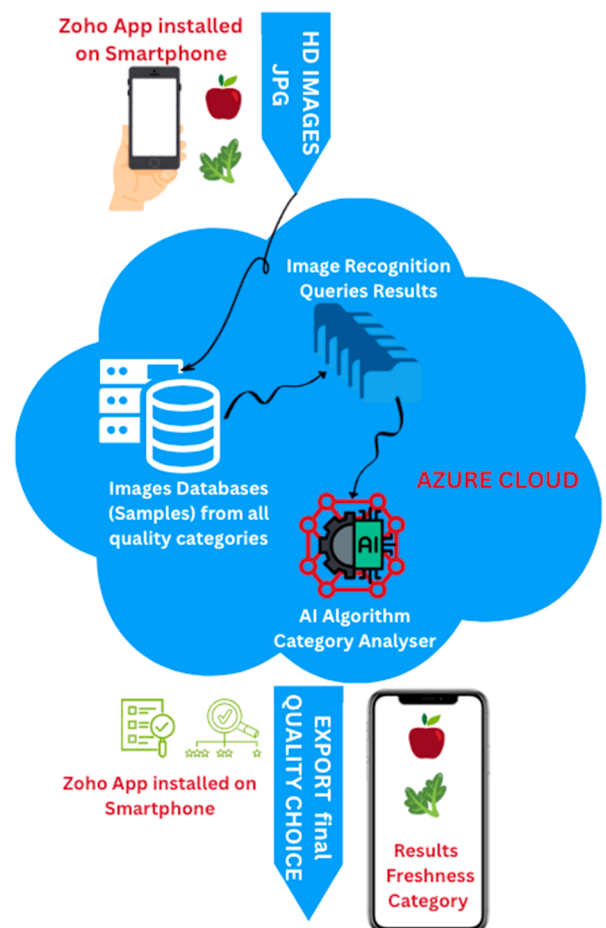 Zoho App installed
on Smartphone
HD IMAGES
JPG
Image Recognition
Queries Results
Images Databases
(Samples) from all
quality categories
AZURE CLOUD
AI
AI Algorithm
Category Analyser
Zoho App installed on
Smartphone
EXPORT final
QUALITY CHOICE
Results
Freshness
Category